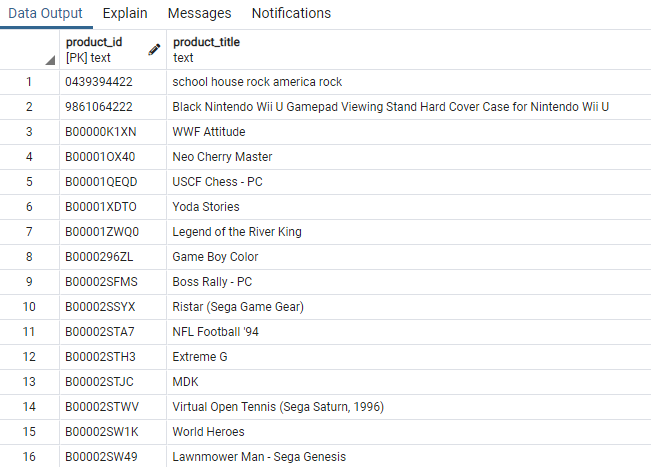 Data Output Explain Messages Notifications
product_id product_title
[PK] text text
1 0439394422 school house rock america rock
2 9861064222 Black Nintendo Wii U Gamepad Viewing Stand Hard Cover Case for Nintendo Wii U
3 B00000K1XN WWF Attitude
4 B00001OX40 Neo Cherry Master
5 B00001QEQD USCF Chess - PC
6 B00001XDTO Yoda Stories
7 B00001ZWQ0 Legend of the River King
8 B0000296ZL Game Boy Color
9 B00002SFMS Boss Rally - PC
10 B00002SSYX Ristar (Sega Game Gear)
11 B00002STA7 NFL Football '94
12 B00002STH3 Extreme G
13 B00002STJC MDK
14 B00002STWV Virtual Open Tennis (Sega Saturn, 1996)
15 B00002SW1K World Heroes
16 B00002SW49 Lawnmower Man - Sega Genesis